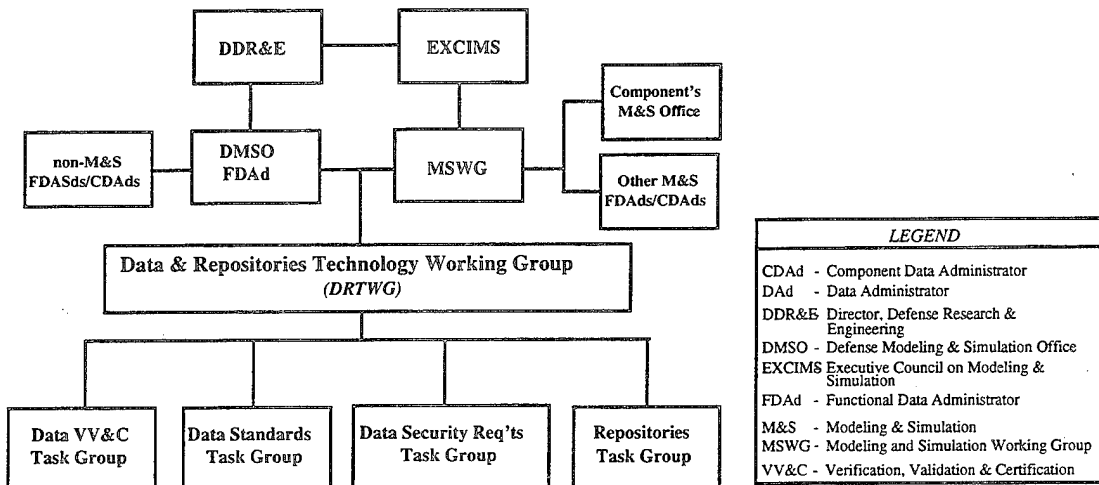 DDR&E
EXCIMS
Component's
M&S Office
non-M&S
FDASds/CDAds
DMSO
FDAd
MSWG
Other M&S
FDAds/CDAds
Data & Repositories Technology Working Group
(DRTWG)
Data VV&C
Task Group
Data Standards
Task Group
Data Security Req'ts
Task Group
Repositories
Task Group
LEGEND
CDAd - Component Data Administrator
DAd - Data Administrator
DDR&E - Director, Defense Research &
Engineering
DMSO - Defense Modeling & Simulation Office
EXCIMS Executive Council on Modeling &
Simulation
FDAd - Functional Data Administrator
M&S - Modeling & Simulation
MSWG - Modeling and Simulation Working Group
VV&C - Verification, Validation & Certification